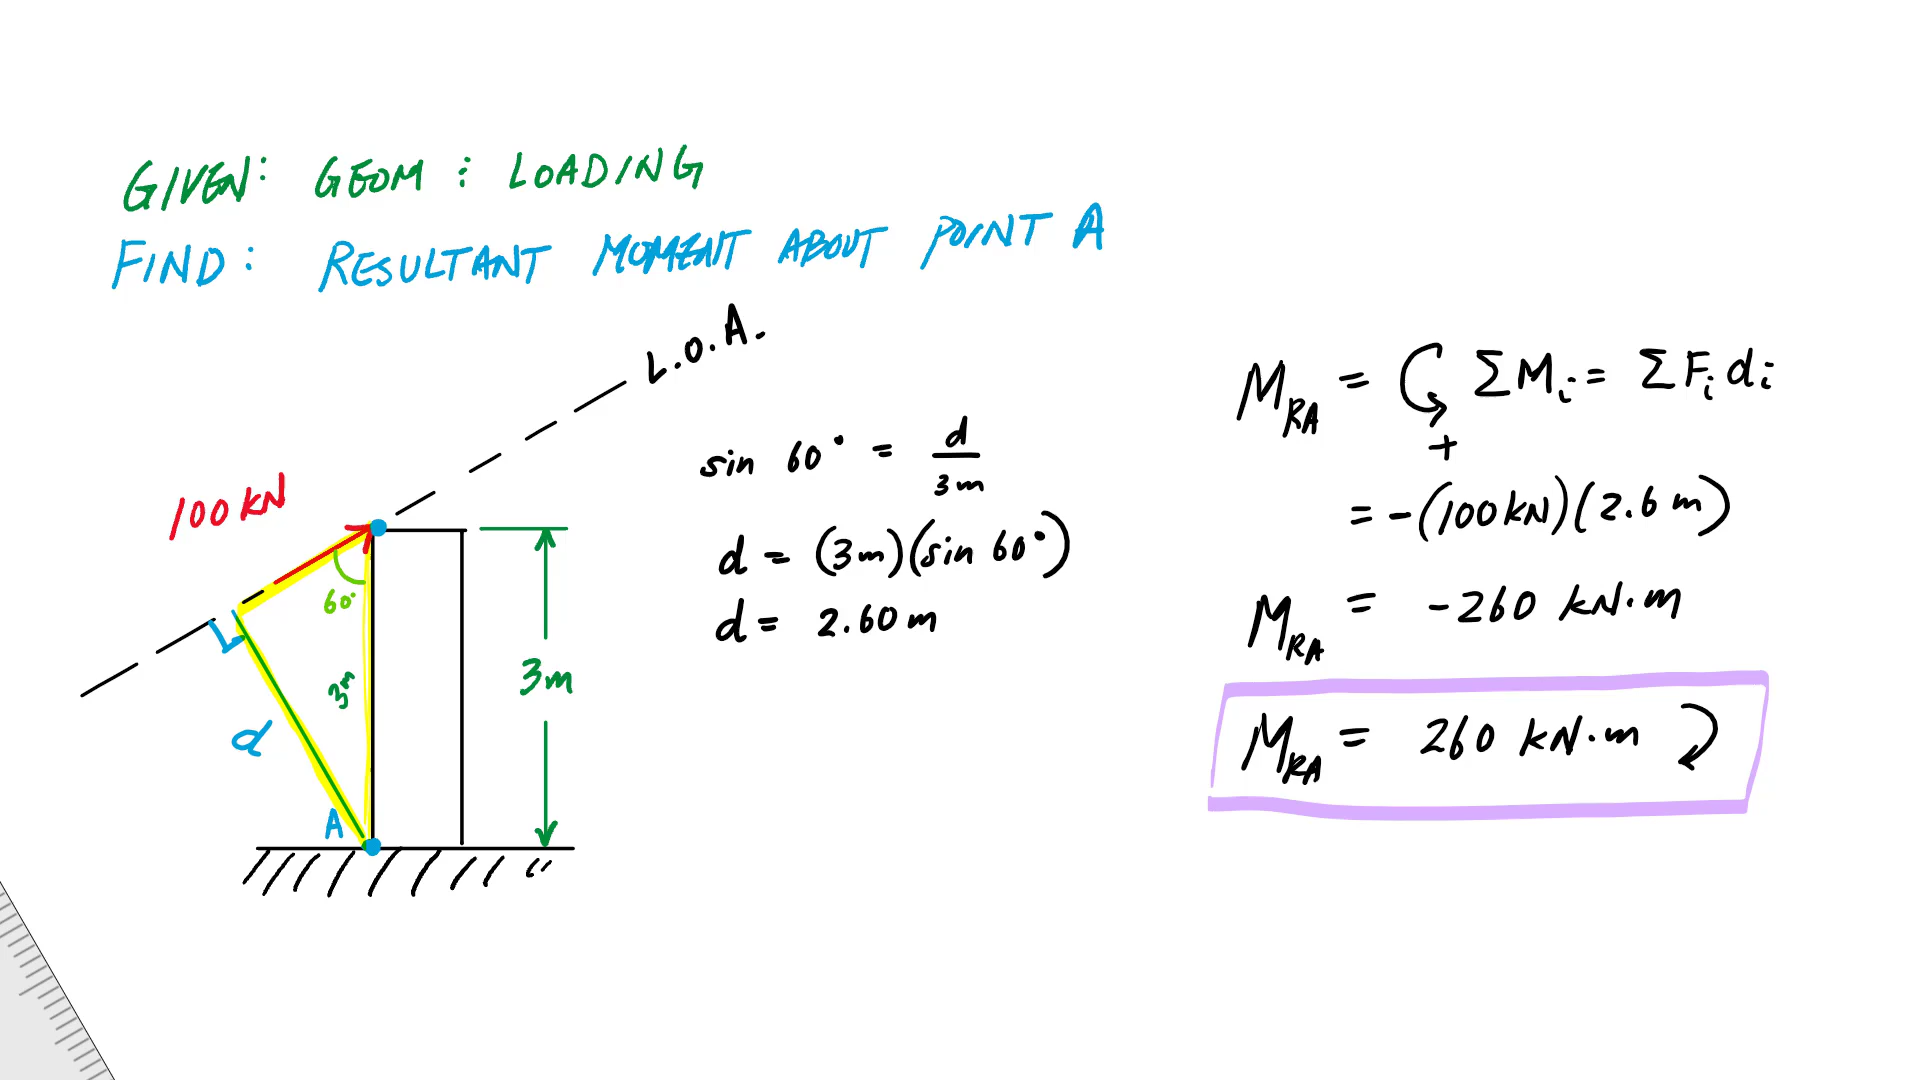 GIVEN: GEOM & LOADING
FIND: RESULTANT MOMENT ABOUT POINT A
L.O.A.
100 KN
60°
3m
3m
d
A
sin 60° = d/3m
d = (3m)(sin 60°)
d = 2.60 m
M_RA = ↺+ ΣM_i = ΣF_i d_i
= -(100 kN)(2.6 m)
M_RA = -260 kN·m
M_RA = 260 kN·m ↻